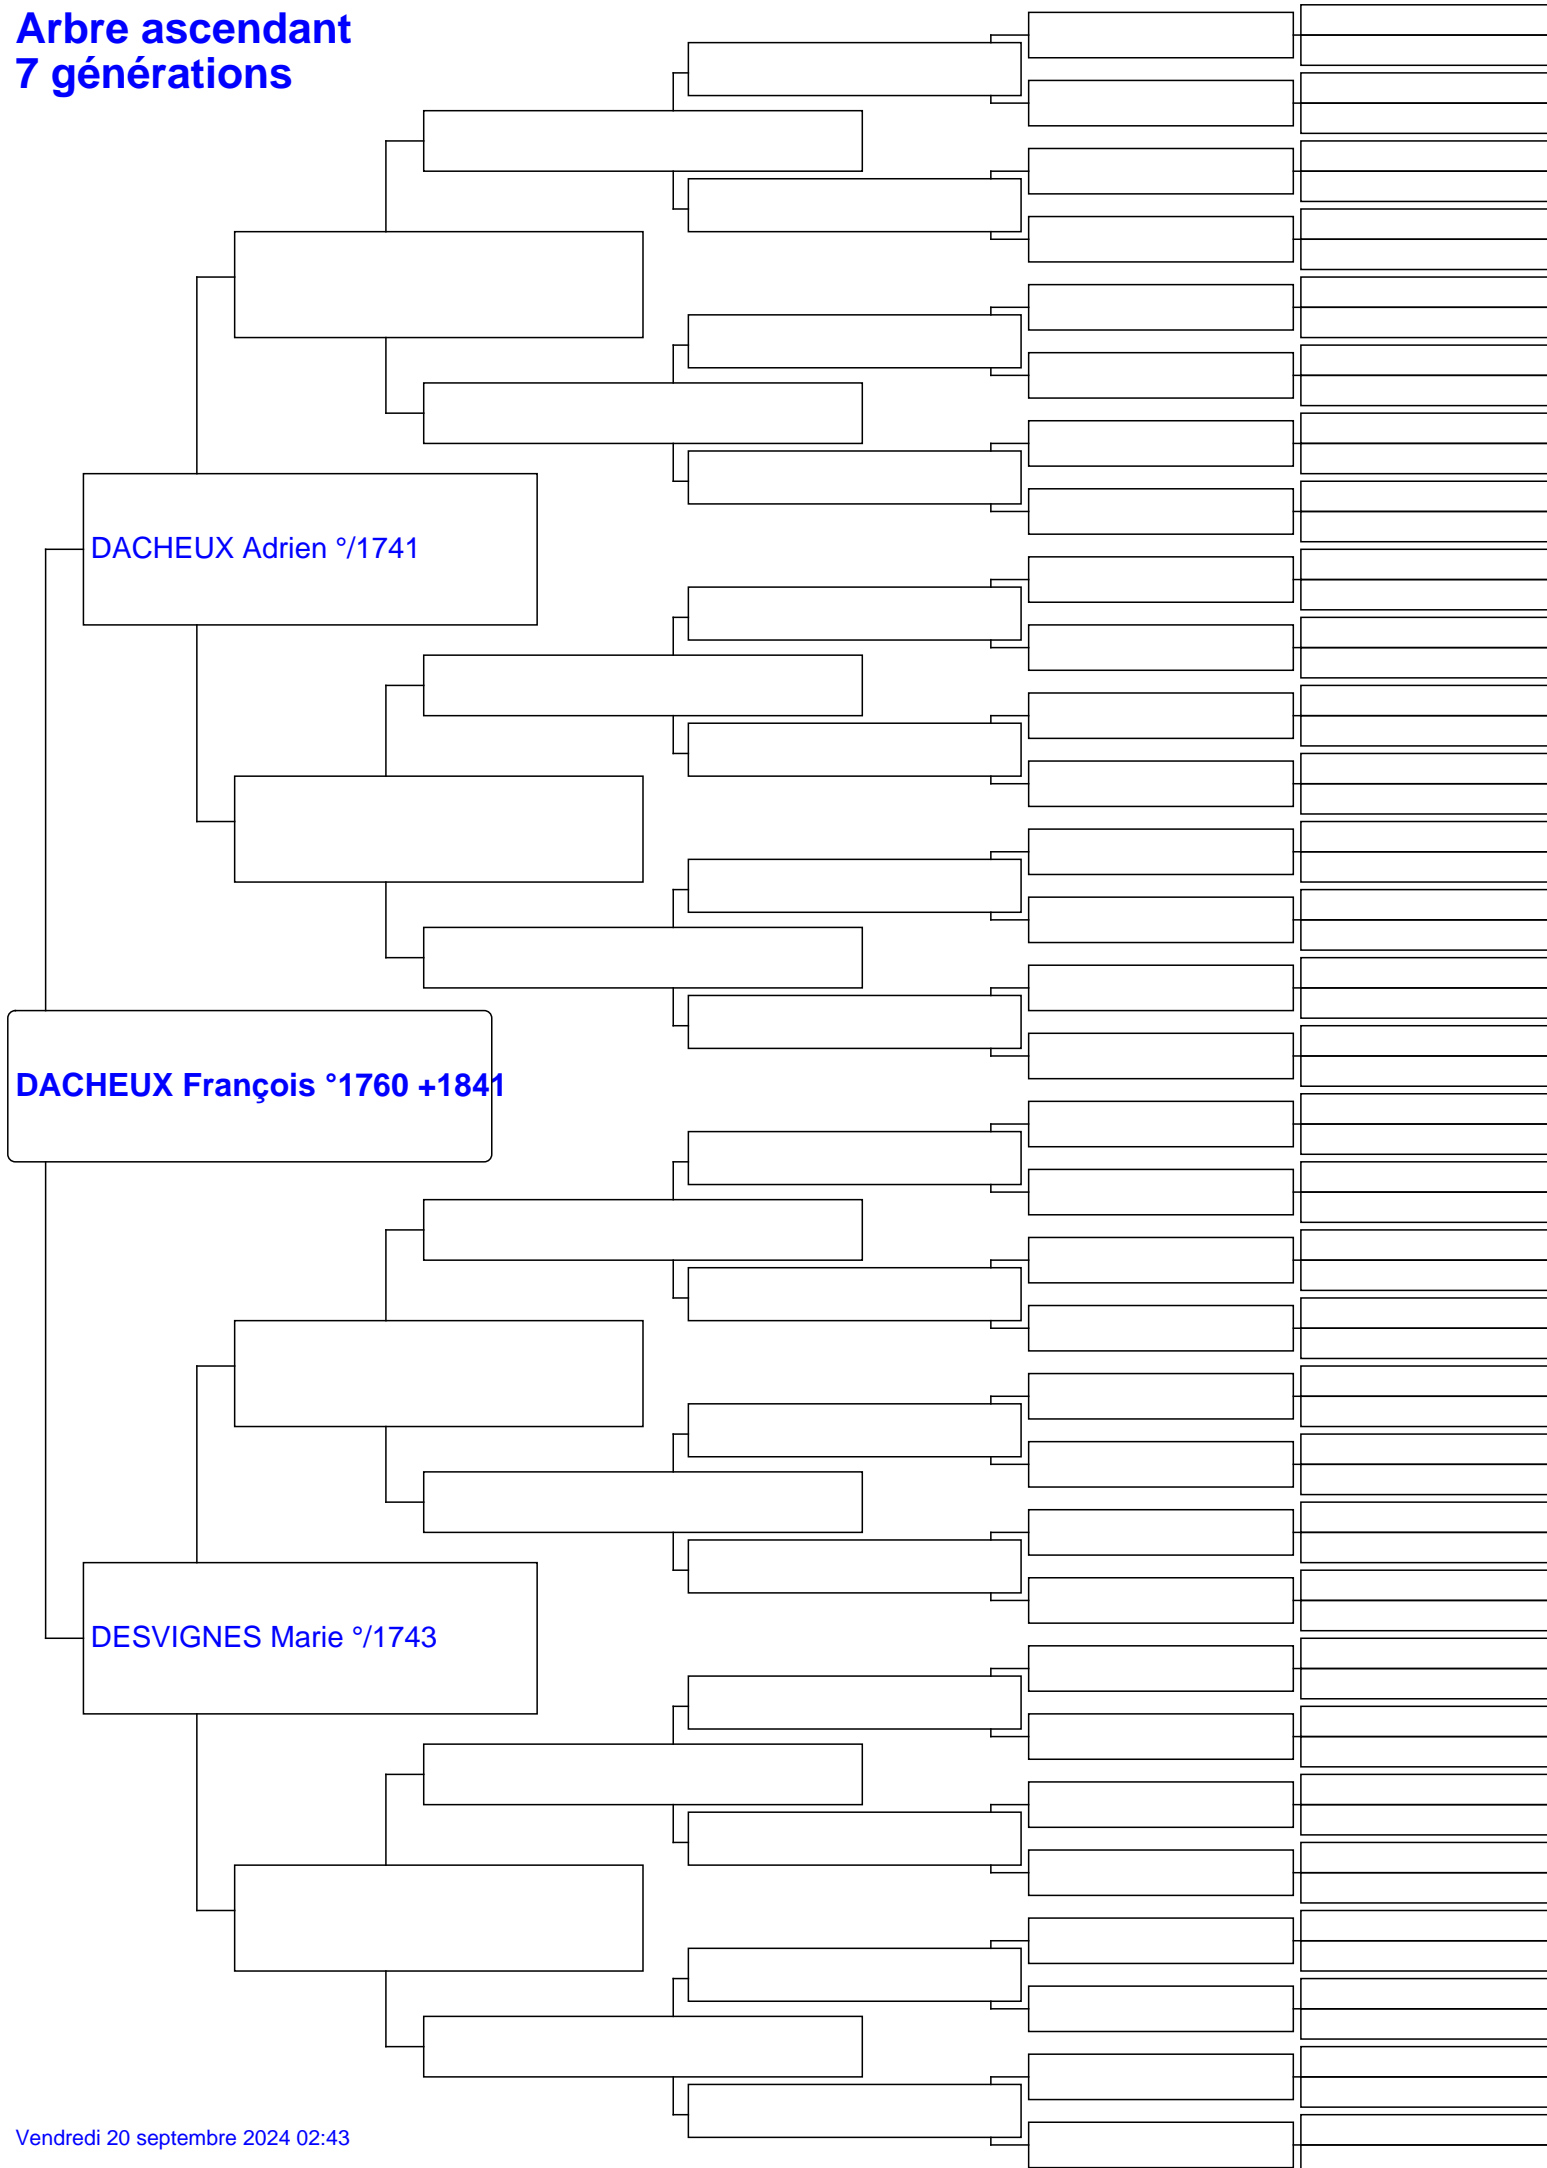 Arbre ascendant
7 générations
DACHEUX Adrien °/1741
DACHEUX François °1760 +1841
DESVIGNES Marie °/1743
Vendredi 20 septembre 2024 02:43